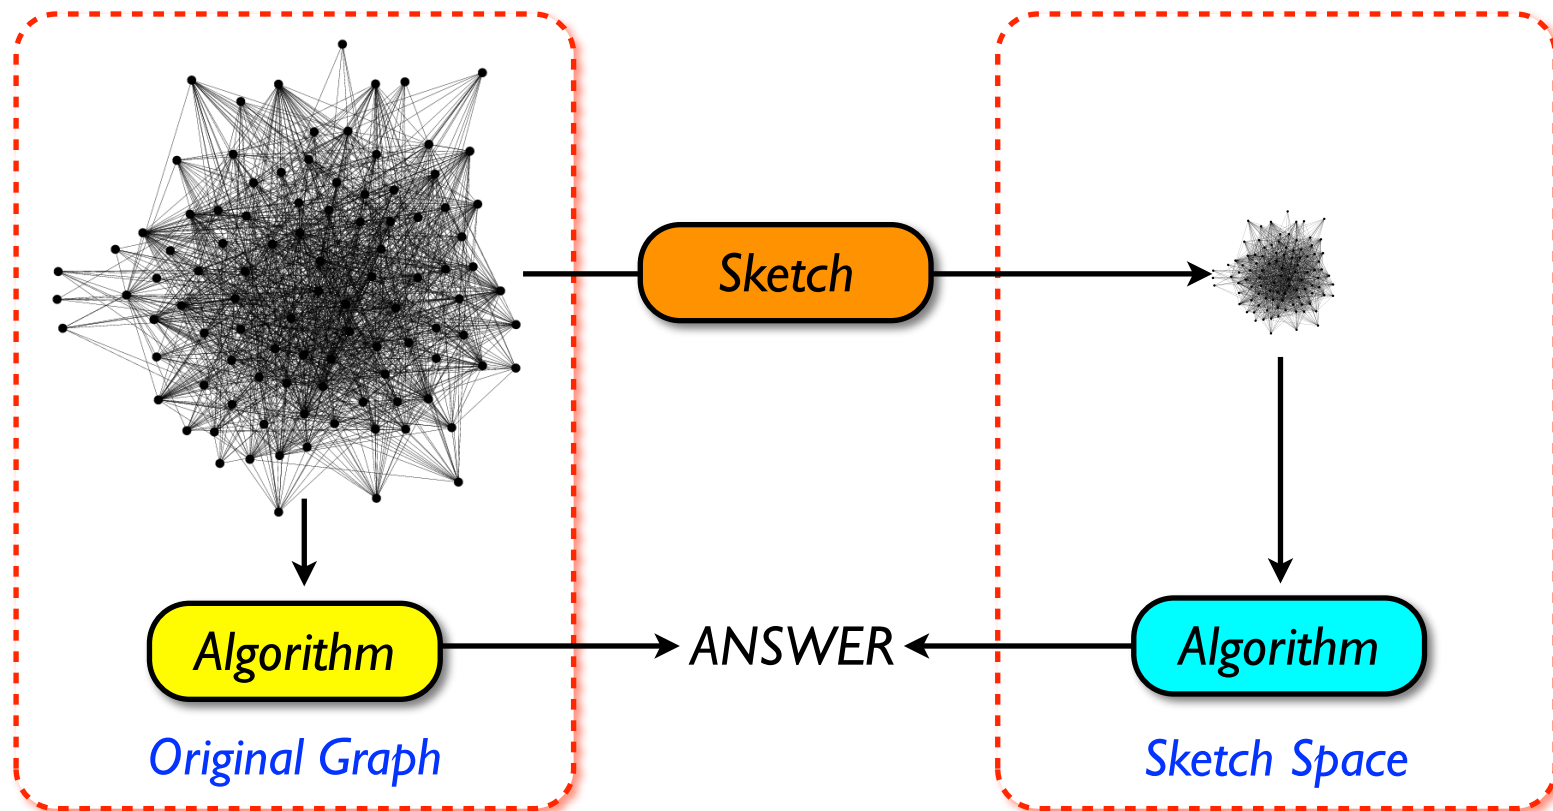 Sketch
Algorithm
ANSWER
Algorithm
Original Graph
Sketch Space